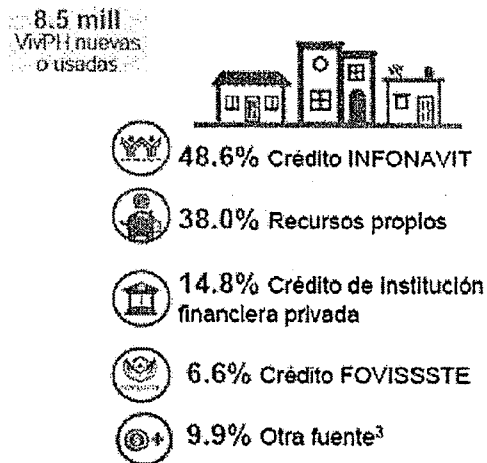 8.5 mill
VivPH nuevas
o usadas
48.6% Crédito INFONAVIT
38.0% Recursos propios
14.8% Crédito de institución
financiera privada
6.6% Crédito FOVISSSTE
9.9% Otra fuente³